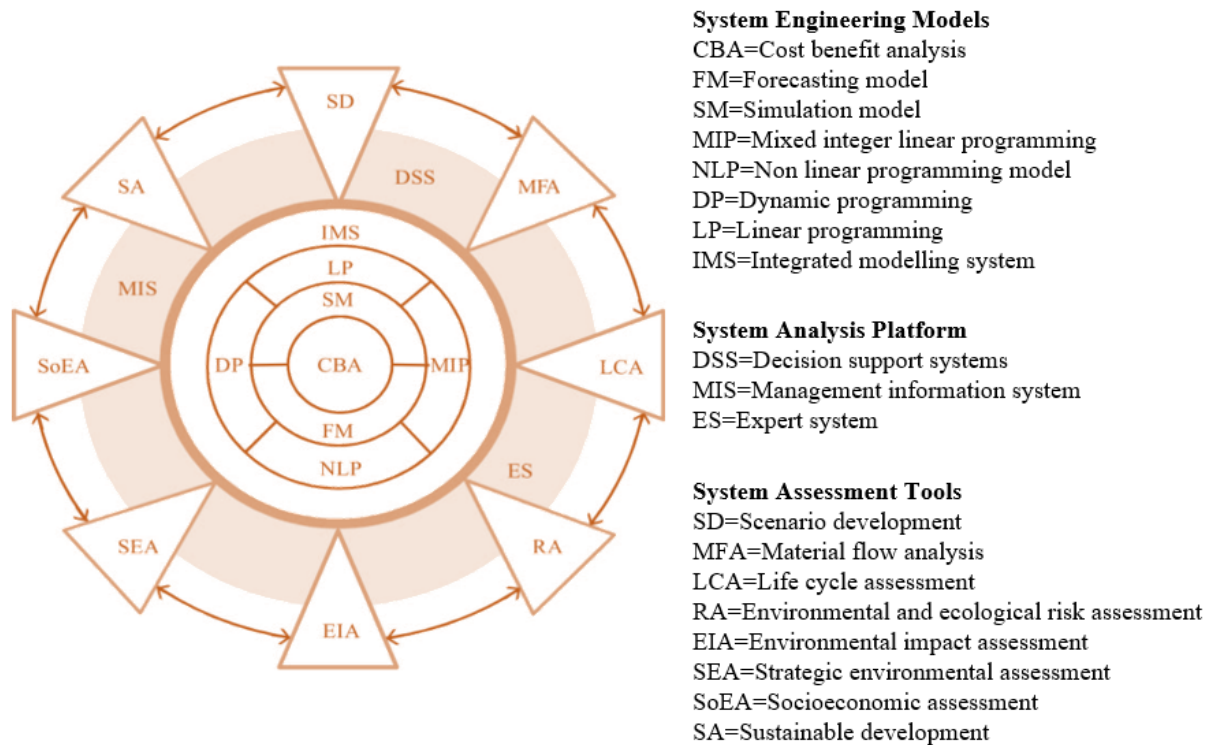 SD
DSS
MFA
SA
MIS
IMS
LP
SM
DP
CBA
MIP
FM
NLP
SoEA
LCA
ES
SEA
RA
EIA
System Engineering Models
CBA=Cost benefit analysis
FM=Forecasting model
SM=Simulation model
MIP=Mixed integer linear programming
NLP=Non linear programming model
DP=Dynamic programming
LP=Linear programming
IMS=Integrated modelling system
System Analysis Platform
DSS=Decision support systems
MIS=Management information system
ES=Expert system
System Assessment Tools
SD=Scenario development
MFA=Material flow analysis
LCA=Life cycle assessment
RA=Environmental and ecological risk assessment
EIA=Environmental impact assessment
SEA=Strategic environmental assessment
SoEA=Socioeconomic assessment
SA=Sustainable development